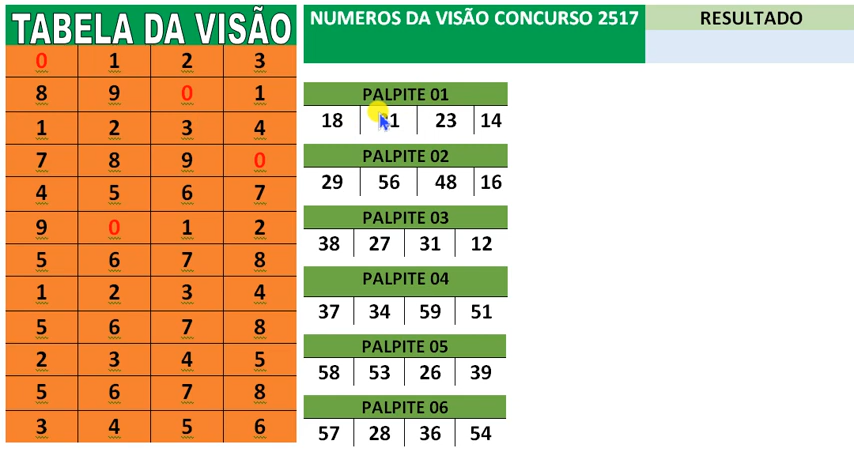 TABELA DA VISÃO
0 1 2 3
8 9 0 1
1 2 3 4
7 8 9 0
4 5 6 7
9 0 1 2
5 6 7 8
1 2 3 4
5 6 7 8
2 3 4 5
5 6 7 8
3 4 5 6
NUMEROS DA VISÃO CONCURSO 2517
RESULTADO
PALPITE 01
18 23 14
PALPITE 02
29 56 48 16
PALPITE 03
38 27 31 12
PALPITE 04
37 34 59 51
PALPITE 05
58 53 26 39
PALPITE 06
57 28 36 54